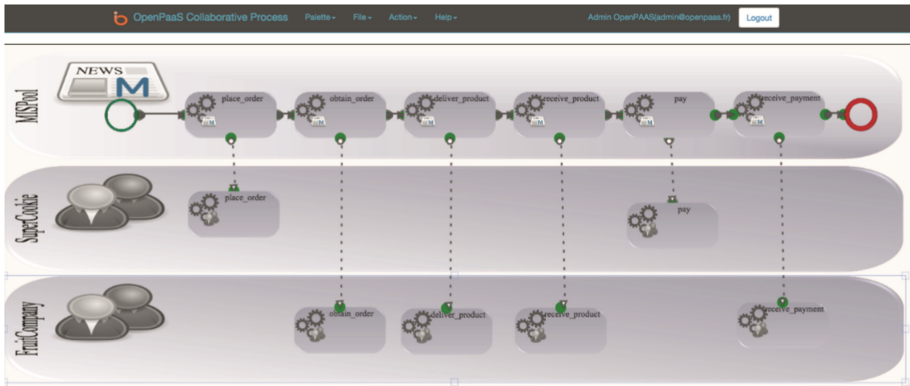 OpenPaaS Collaborative Process Palette File Action Help Admin OpenPAAS(admin@openpaas.fr) Logout
MISPool
NEWS
M
place_order obtain_order deliver_product receive_product pay receive_payment
SuperCookie
place_order pay
FruitCompany
obtain_order deliver_product receive_product receive_payment